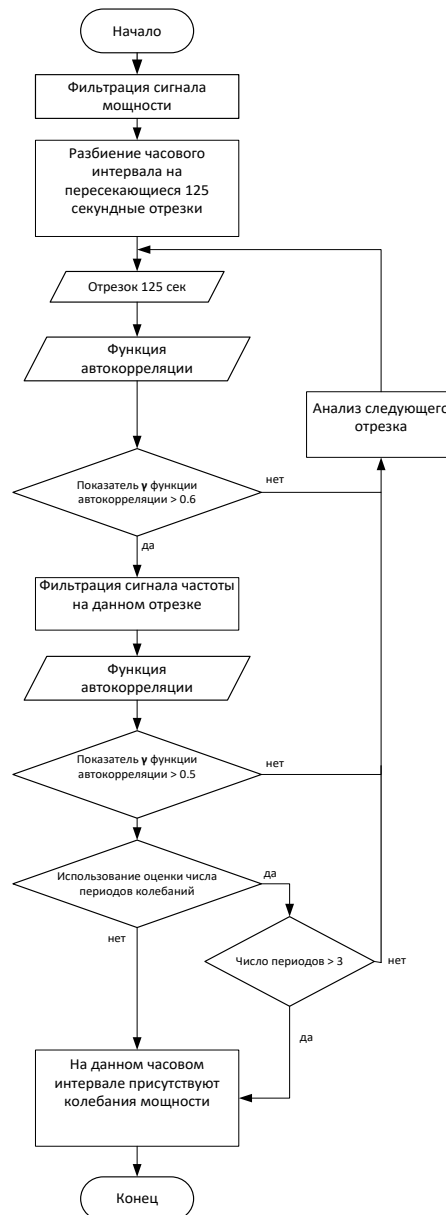 Начало
Фильтрация сигнала
мощности
Разбиение часового
интервала на
пересекающиеся 125
секундные отрезки
Отрезок 125 сек
Функция
автокорреляции
Анализ следующего
отрезка
Показатель γ функции
автокорреляции > 0.6
нет
да
Фильтрация сигнала частоты
на данном отрезке
Функция
автокорреляции
Показатель γ функции
автокорреляции > 0.5
нет
Использование оценки числа
периодов колебаний
да
нет
Число периодов > 3
нет
да
На данном часовом
интервале присутствуют
колебания мощности
Конец